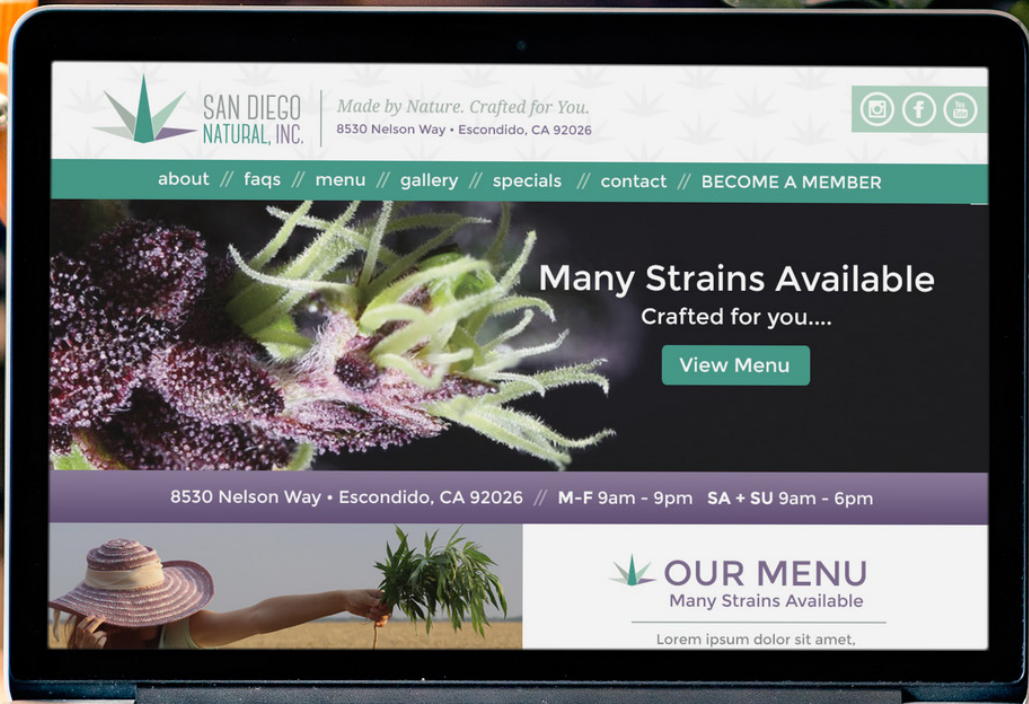 SAN DIEGO
NATURAL, INC.
Made by Nature. Crafted for You.
8530 Nelson Way • Escondido, CA 92026
You
Tube
about // faqs // menu // gallery // specials // contact // BECOME A MEMBER
Many Strains Available
Crafted for you....
View Menu
8530 Nelson Way • Escondido, CA 92026 // M-F 9am - 9pm SA + SU 9am - 6pm
OUR MENU
Many Strains Available
Lorem ipsum dolor sit amet,